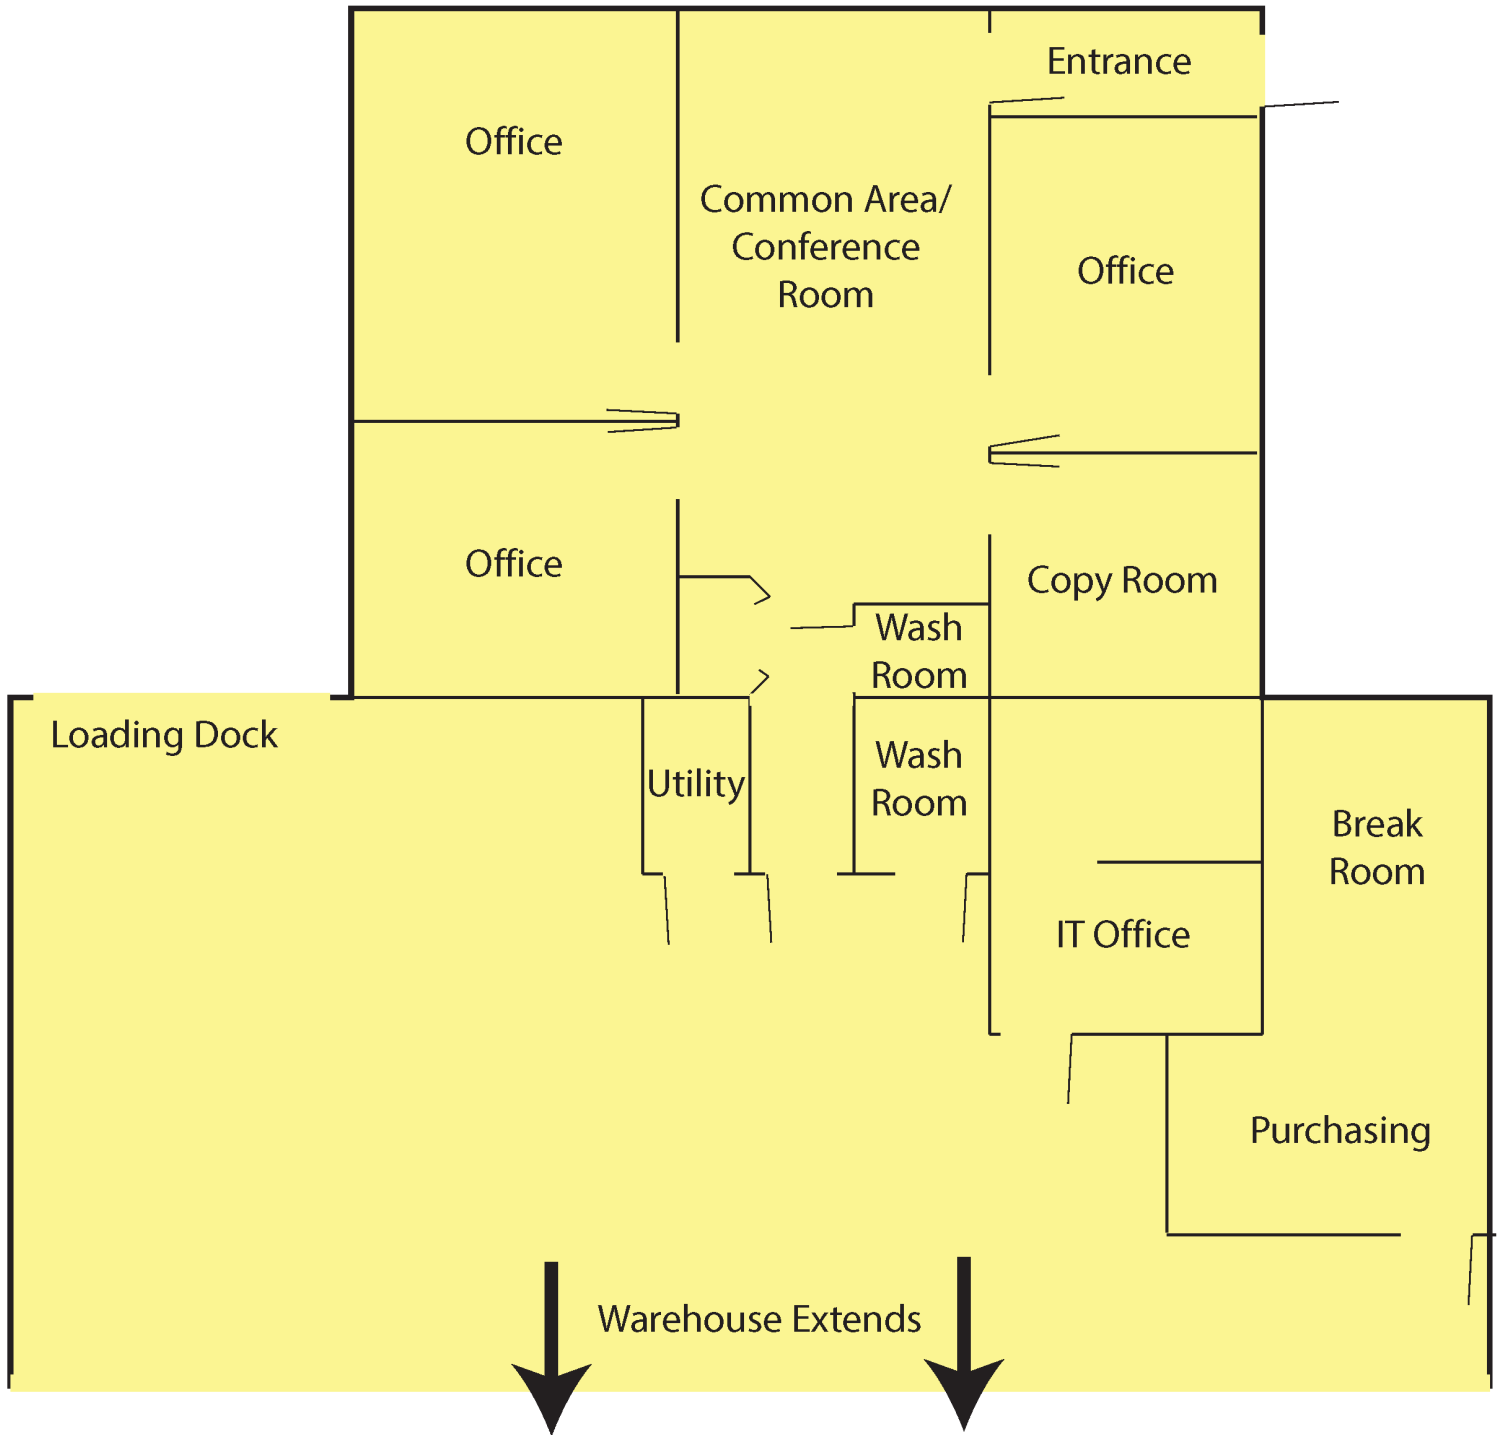 Entrance
Office
Common Area/
Conference
Room
Office
Office
Copy Room
Wash
Room
Loading Dock
Utility
Wash
Room
Break
Room
IT Office
Purchasing
Warehouse Extends